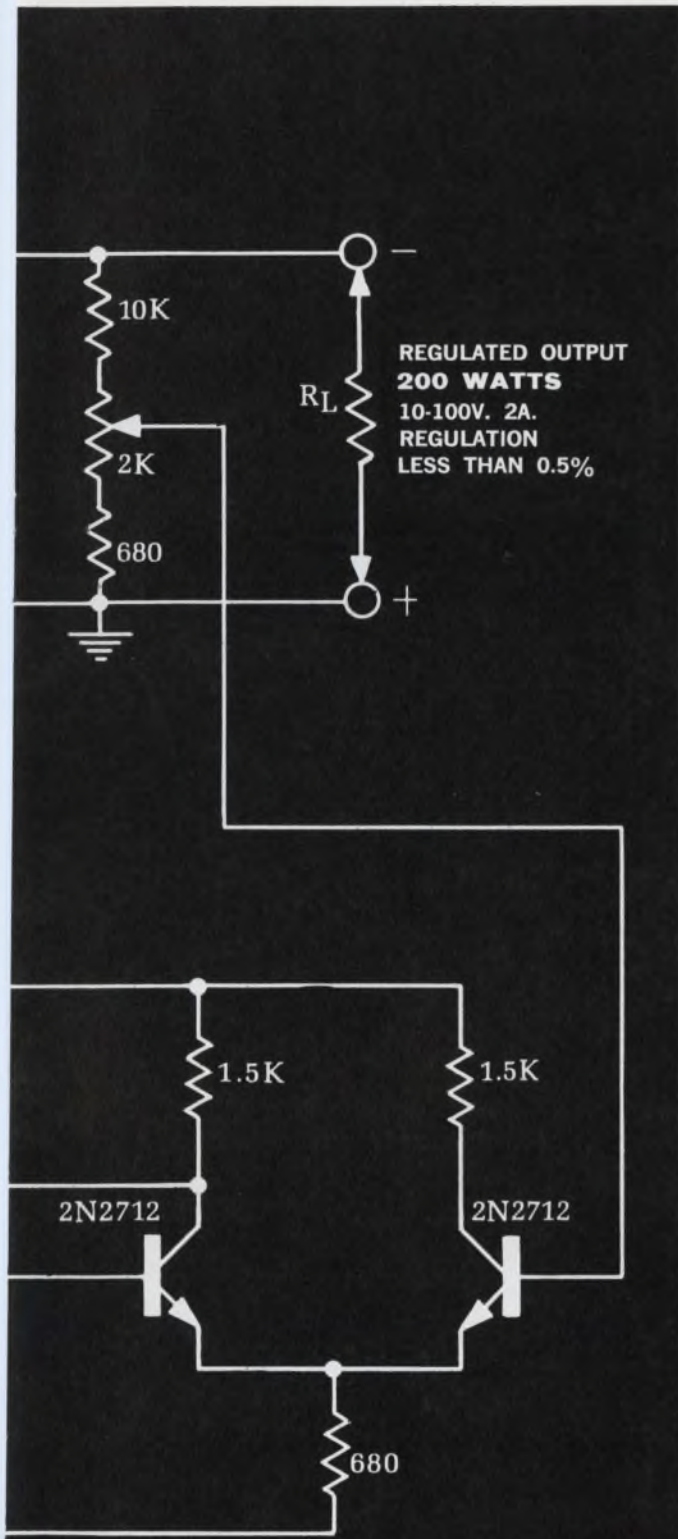 −
10K
REGULATED OUTPUT
200 WATTS
RL
10-100V. 2A.
REGULATION
2K
LESS THAN 0.5%
680
+
1.5K
1.5K
2N2712
2N2712
680